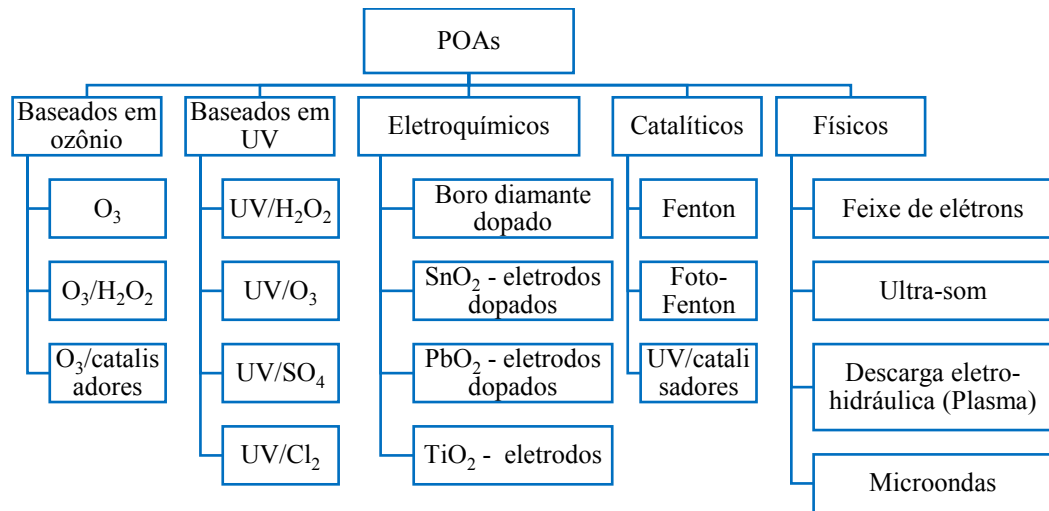 POAs
Baseados em
ozônio
O₃
O₃/H₂O₂
O₃/catalis
adores
Baseados em
UV
UV/H₂O₂
UV/O₃
UV/SO₄
UV/Cl₂
Eletroquímicos
Boro diamante
dopado
SnO₂ - eletrodos
dopados
PbO₂ - eletrodos
dopados
TiO₂ - eletrodos
Catalíticos
Fenton
Foto-
Fenton
UV/catali
sadores
Físicos
Feixe de elétrons
Ultra-som
Descarga eletro-
hidráulica (Plasma)
Microondas